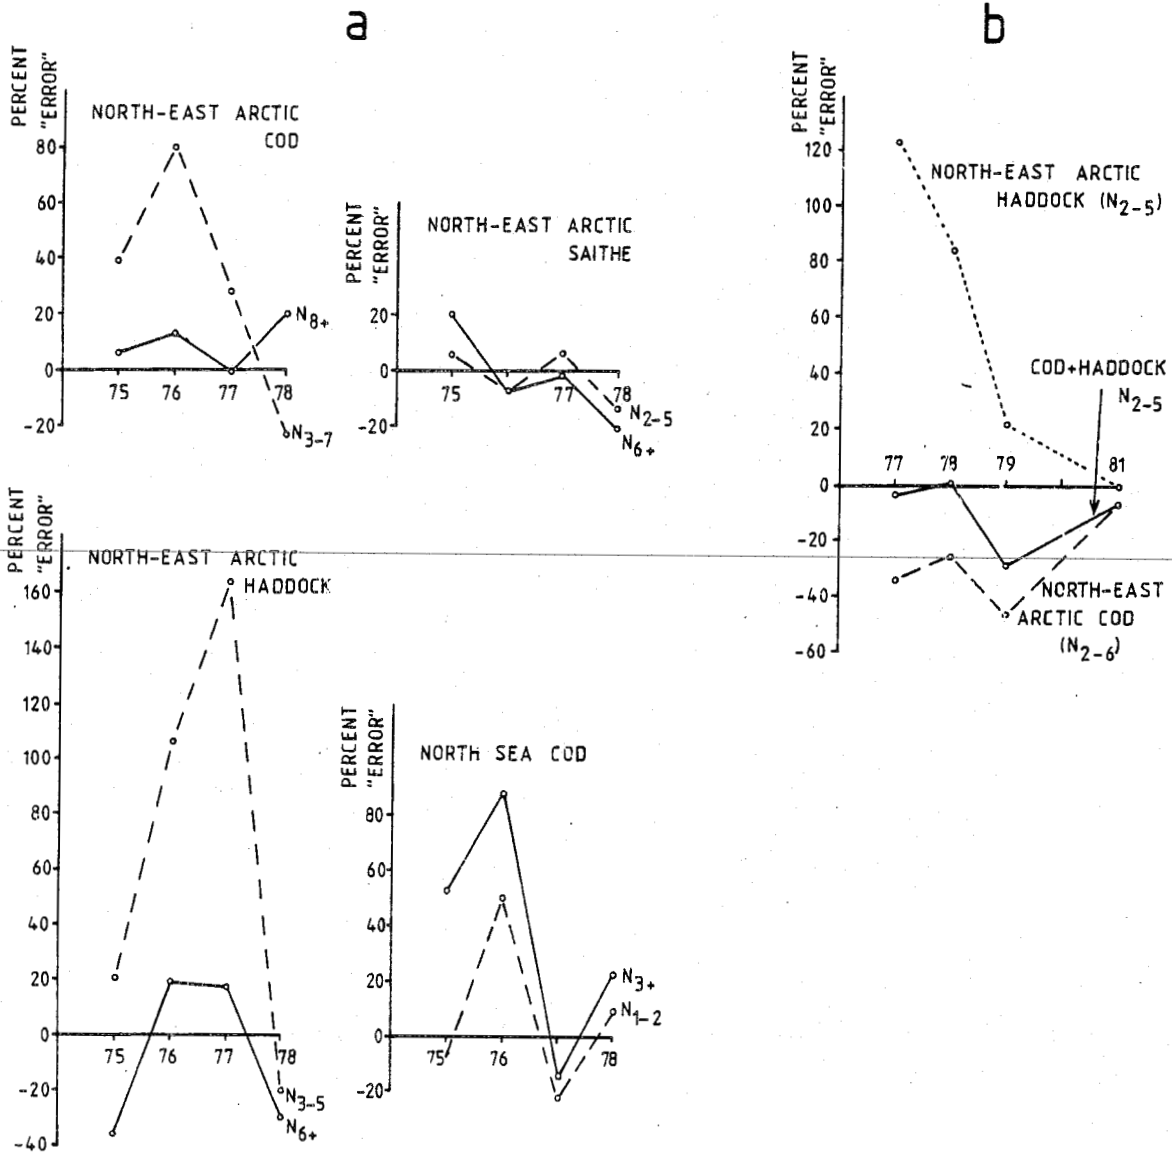 a
b
PERCENT
"ERROR"
NORTH-EAST ARCTIC
COD
80
60
40
20
0
-20
75
76
77
78
N8+
N3-7
PERCENT
"ERROR"
NORTH-EAST ARCTIC
SAITHE
20
0
-20
75
77
78
N2-5
N6+
PERCENT
"ERROR"
NORTH-EAST ARCTIC
HADDOCK
160
140
120
100
80
60
40
20
0
-20
-40
75
76
77
78
N3-5
N6+
PERCENT
"ERROR"
NORTH SEA COD
80
60
40
20
0
-20
75
76
78
N3+
N1-2
PERCENT
"ERROR"
120
100
80
60
40
20
0
-20
-40
-60
NORTH-EAST ARCTIC
HADDOCK (N2-5)
COD+HADDOCK
N2-5
77
78
79
81
NORTH-EAST
ARCTIC COD
(N2-6)